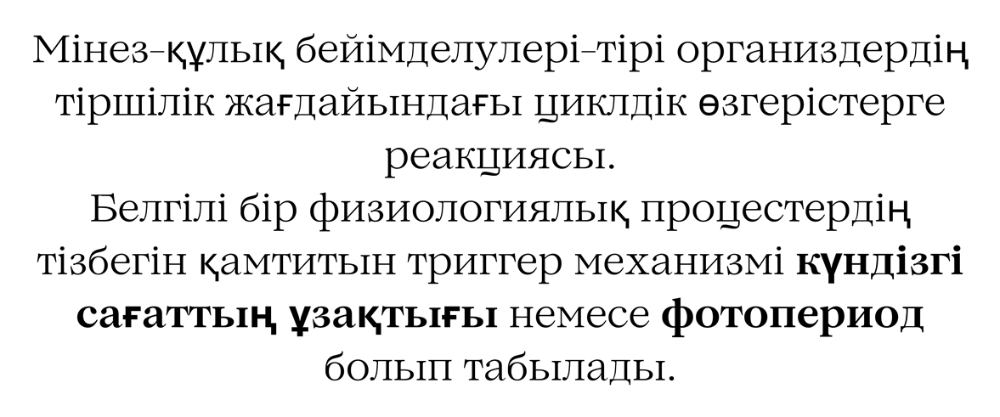 Мінез-құлық бейімделулері-тірі организдердің
тіршілік жағдайындағы циклдік өзгерістерге
реакциясы.
Белгілі бір физиологиялық процестердің
тізбегін қамтитын триггер механизмі күндізгі
сағаттың ұзақтығы немесе фотопериод
болып табылады.